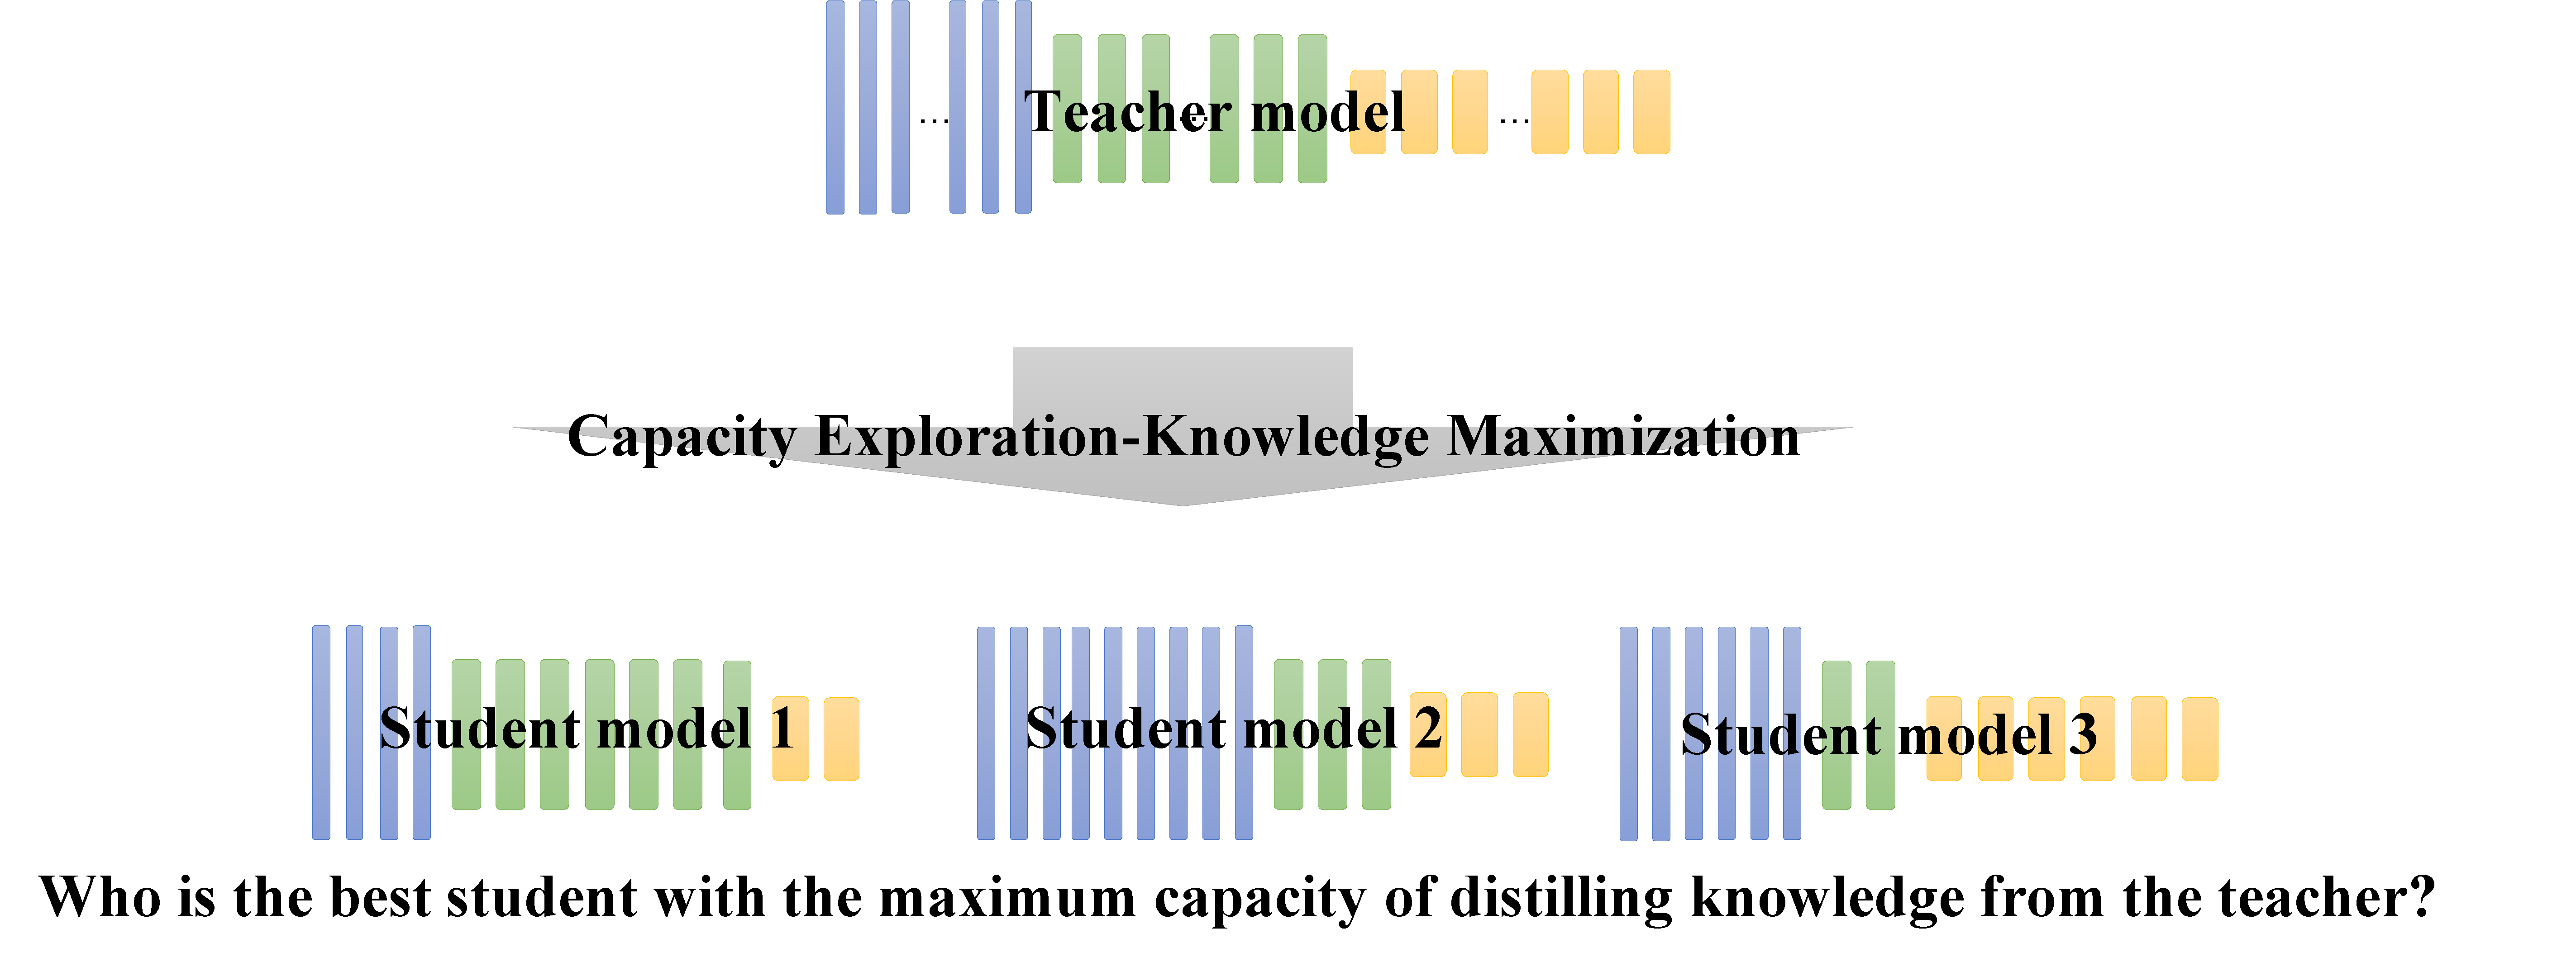 ... ... ...
Teacher model
Capacity Exploration-Knowledge Maximization
Student model 1
Student model 2
Student model 3
Who is the best student with the maximum capacity of distilling knowledge from the teacher?